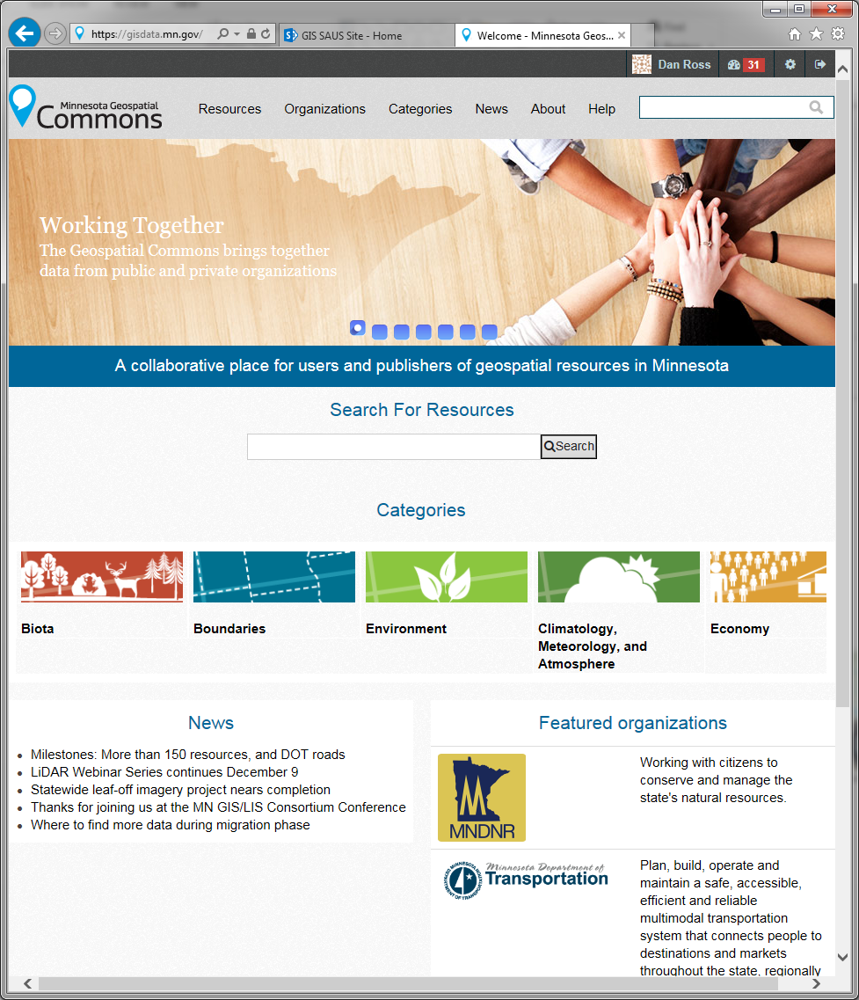 https://gisdata.mn.gov/
GIS SAUS Site - Home
Welcome - Minnesota Geos...
Dan Ross
31
Minnesota Geospatial
Commons
Resources Organizations Categories News About Help
Working Together
The Geospatial Commons brings together
data from public and private organizations
A collaborative place for users and publishers of geospatial resources in Minnesota
Search For Resources
Search
Categories
Biota
Boundaries
Environment
Climatology,
Meteorology, and
Atmosphere
Economy
News
Milestones: More than 150 resources, and DOT roads
LiDAR Webinar Series continues December 9
Statewide leaf-off imagery project nears completion
Thanks for joining us at the MN GIS/LIS Consortium Conference
Where to find more data during migration phase
Featured organizations
M
MNDNR
Working with citizens to
conserve and manage the
state's natural resources.
Minnesota Department of
Transportation
Plan, build, operate and
maintain a safe, accessible,
efficient and reliable
multimodal transportation
system that connects people to
destinations and markets
throughout the state, regionally